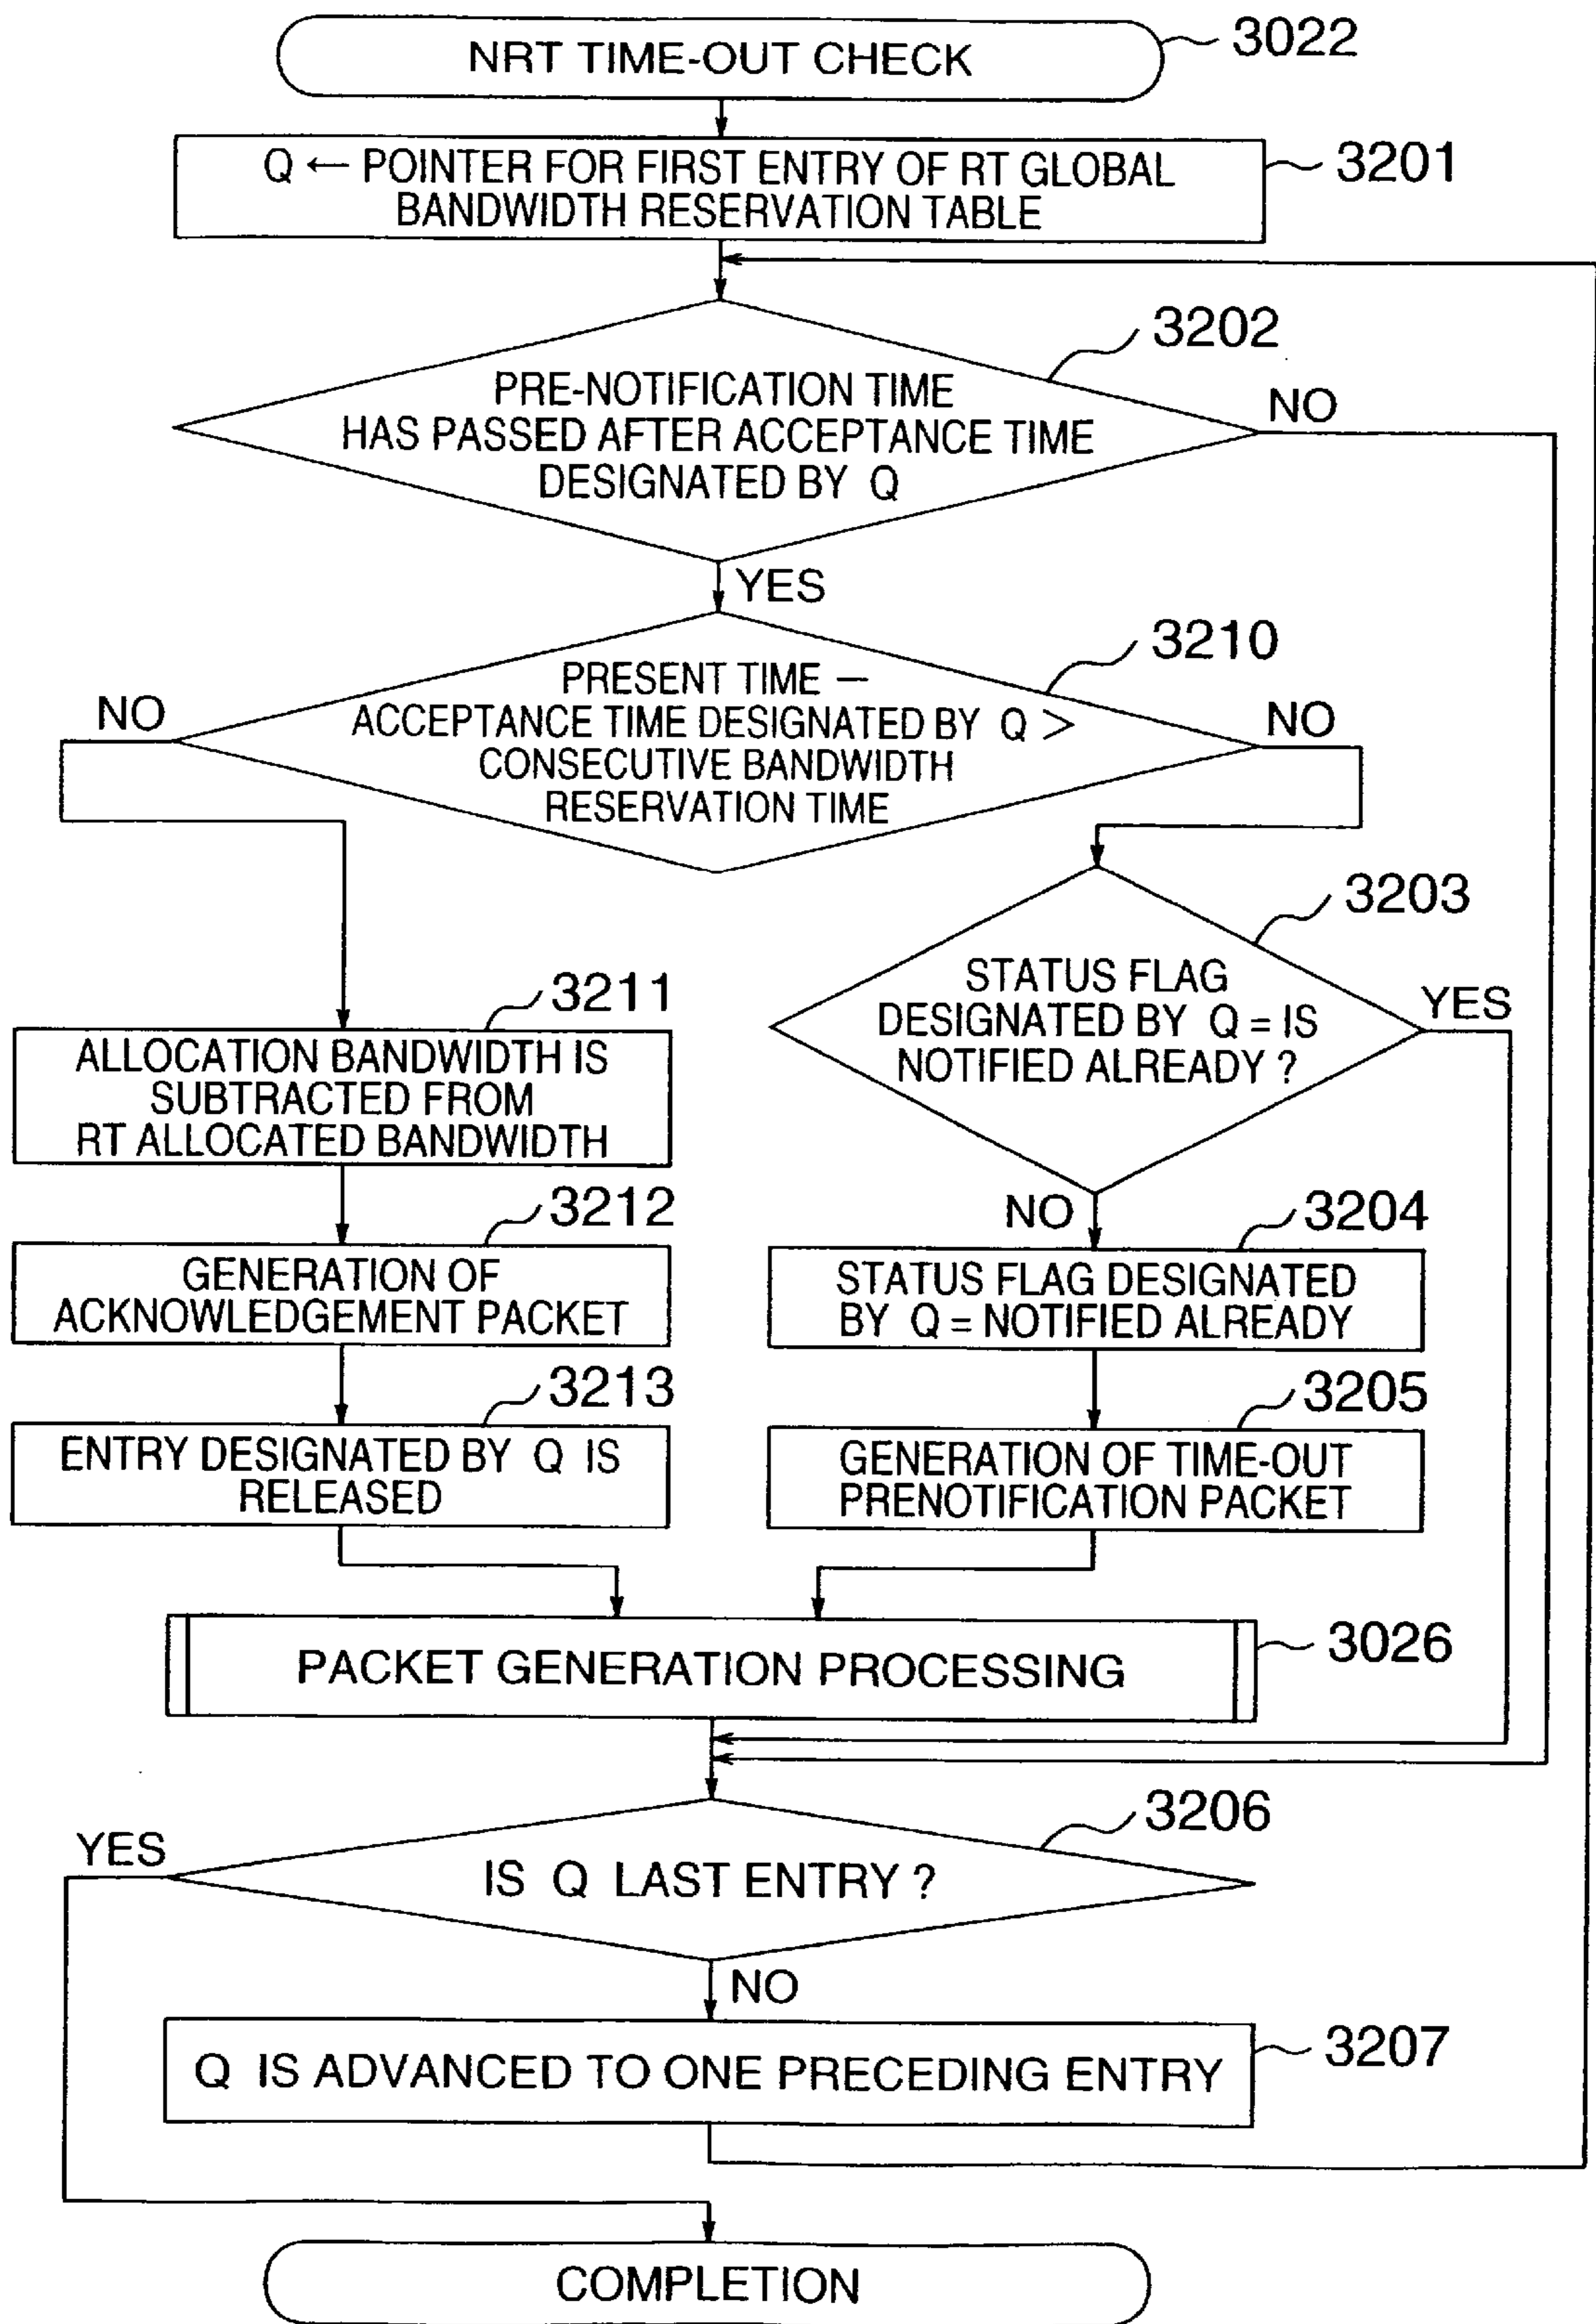 NRT TIME-OUT CHECK
3022
Q ← POINTER FOR FIRST ENTRY OF RT GLOBAL
BANDWIDTH RESERVATION TABLE
3201
3202
PRE-NOTIFICATION TIME
HAS PASSED AFTER ACCEPTANCE TIME
DESIGNATED BY Q
NO
YES
3210
PRESENT TIME —
ACCEPTANCE TIME DESIGNATED BY Q >
CONSECUTIVE BANDWIDTH
RESERVATION TIME
NO
NO
3203
STATUS FLAG
DESIGNATED BY Q = IS
NOTIFIED ALREADY ?
YES
3211
ALLOCATION BANDWIDTH IS
SUBTRACTED FROM
RT ALLOCATED BANDWIDTH
NO
3212
GENERATION OF
ACKNOWLEDGEMENT PACKET
3204
STATUS FLAG DESIGNATED
BY Q = NOTIFIED ALREADY
3213
ENTRY DESIGNATED BY Q IS
RELEASED
3205
GENERATION OF TIME-OUT
PRENOTIFICATION PACKET
PACKET GENERATION PROCESSING
3026
3206
YES
IS Q LAST ENTRY ?
NO
Q IS ADVANCED TO ONE PRECEDING ENTRY
3207
COMPLETION